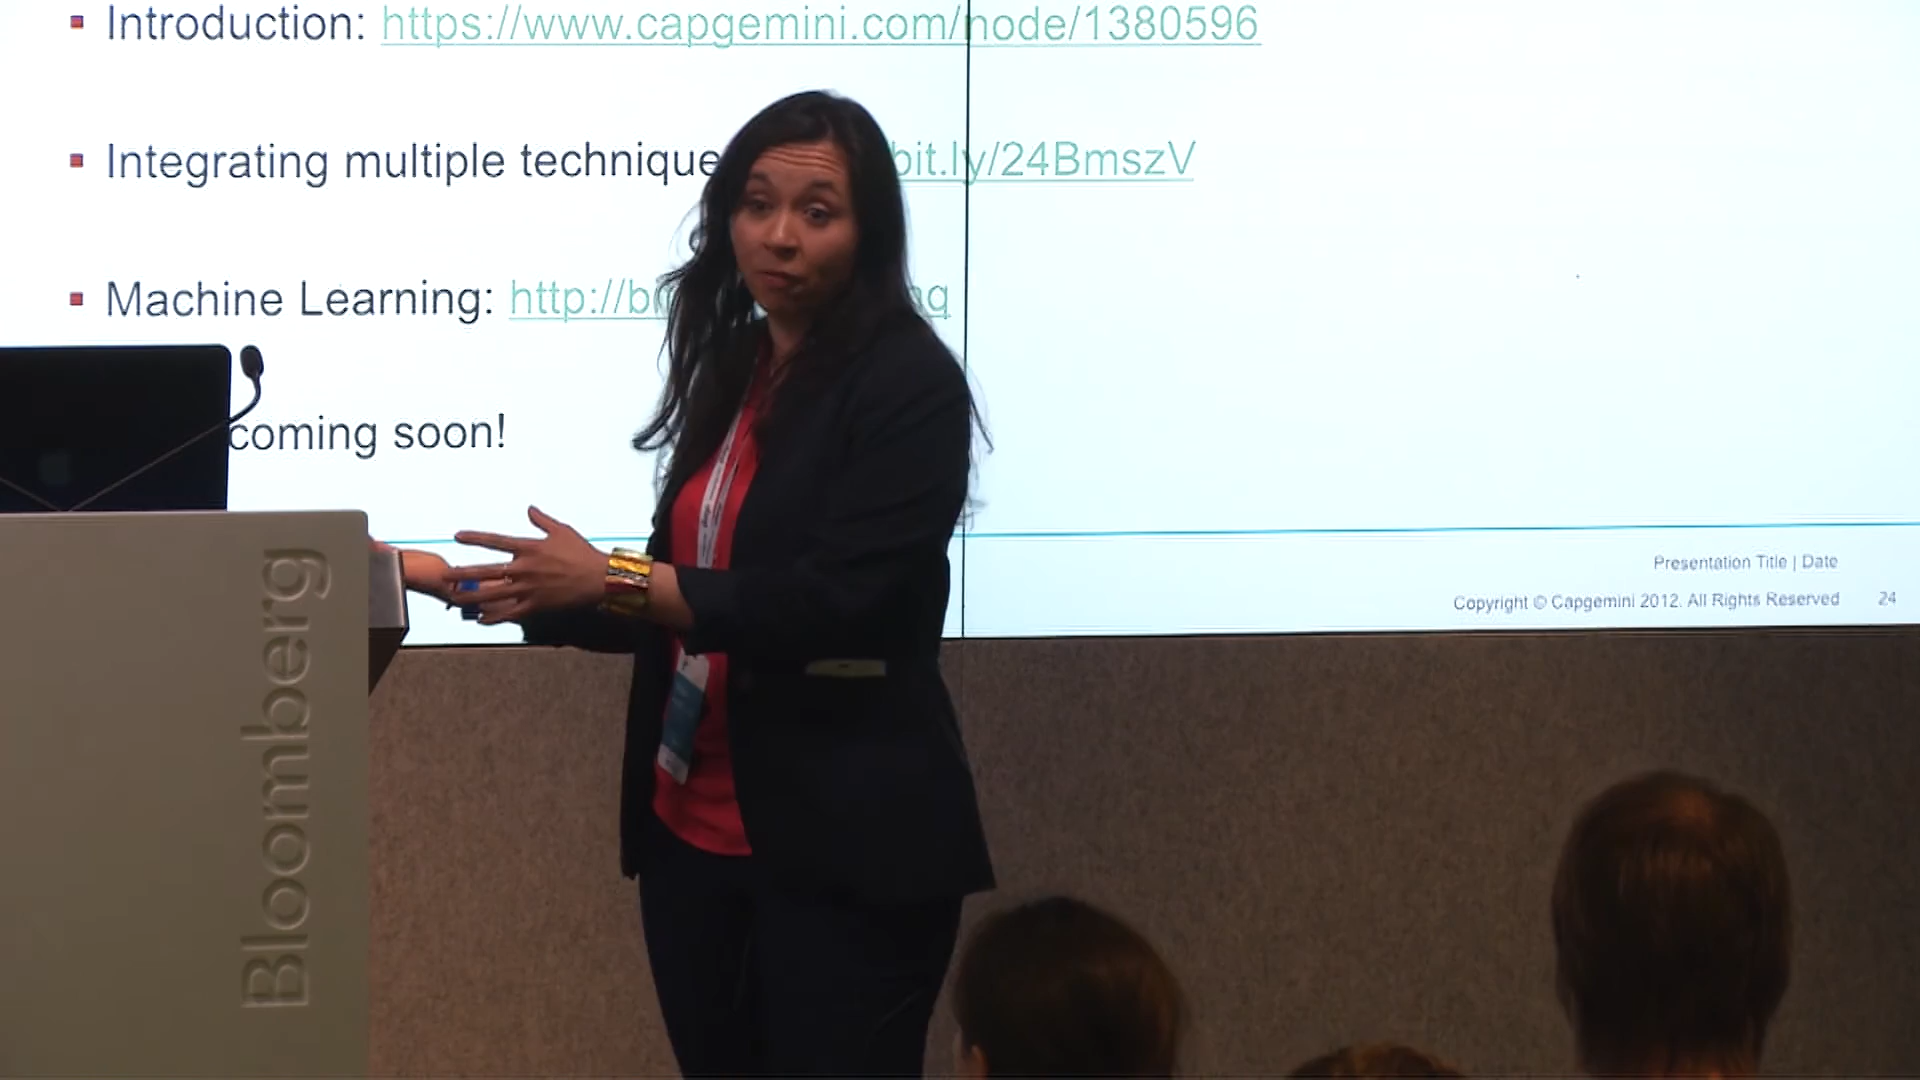 Introduction: https://www.capgemini.com/node/1380596
Integrating multiple technique bit.ly/24BmszV
Machine Learning: http://bi
coming soon!
Presentation Title | Date
Copyright © Capgemini 2012. All Rights Reserved 24
Bloomberg